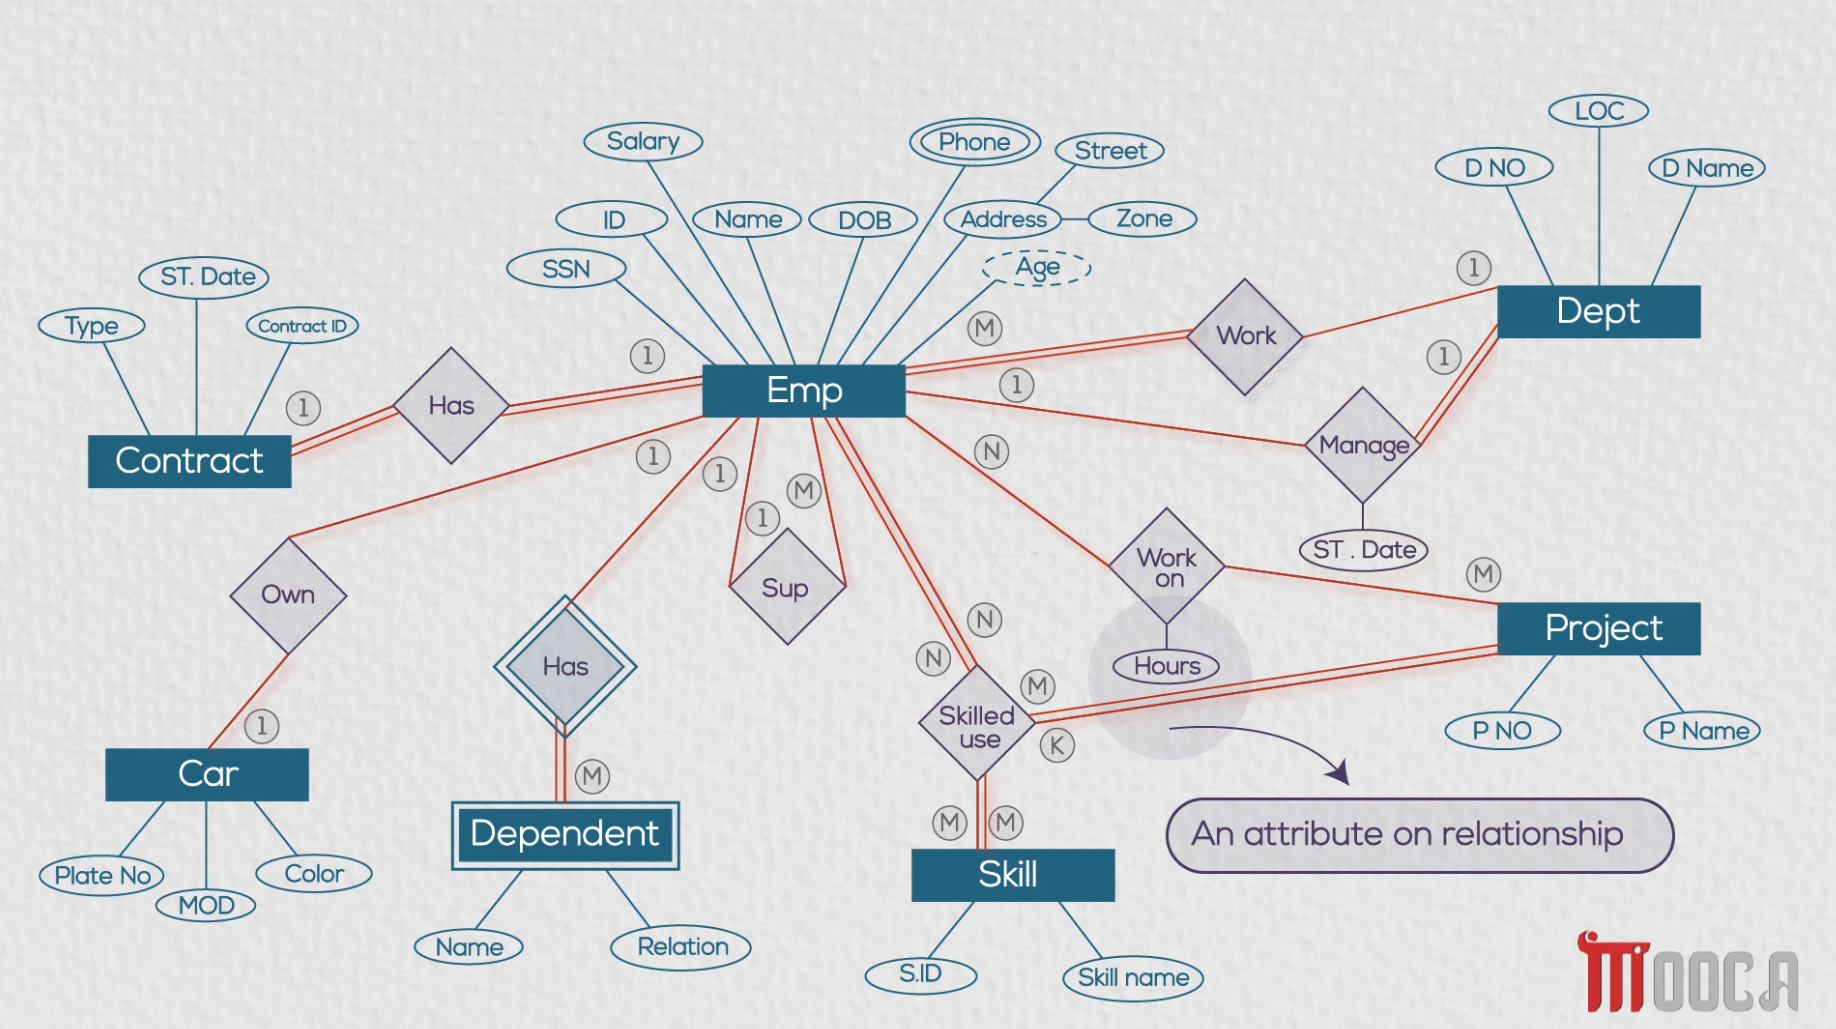 LOC
Salary
Phone
Street
D NO
D Name
ID
Name
DOB
Address
Zone
SSN
Age
1
ST. Date
Type
Contract ID
M
Work
Dept
1
1
1
1
Emp
Has
Contract
Manage
1
1
N
M
1
ST . Date
Work
on
M
Own
Sup
N
Project
N
Has
Hours
M
Skilled
use
K
P NO
P Name
1
Car
M
Dependent
M
M
An attribute on relationship
Plate No
Color
MOD
Skill
Name
Relation
S.ID
Skill name
MOOCA